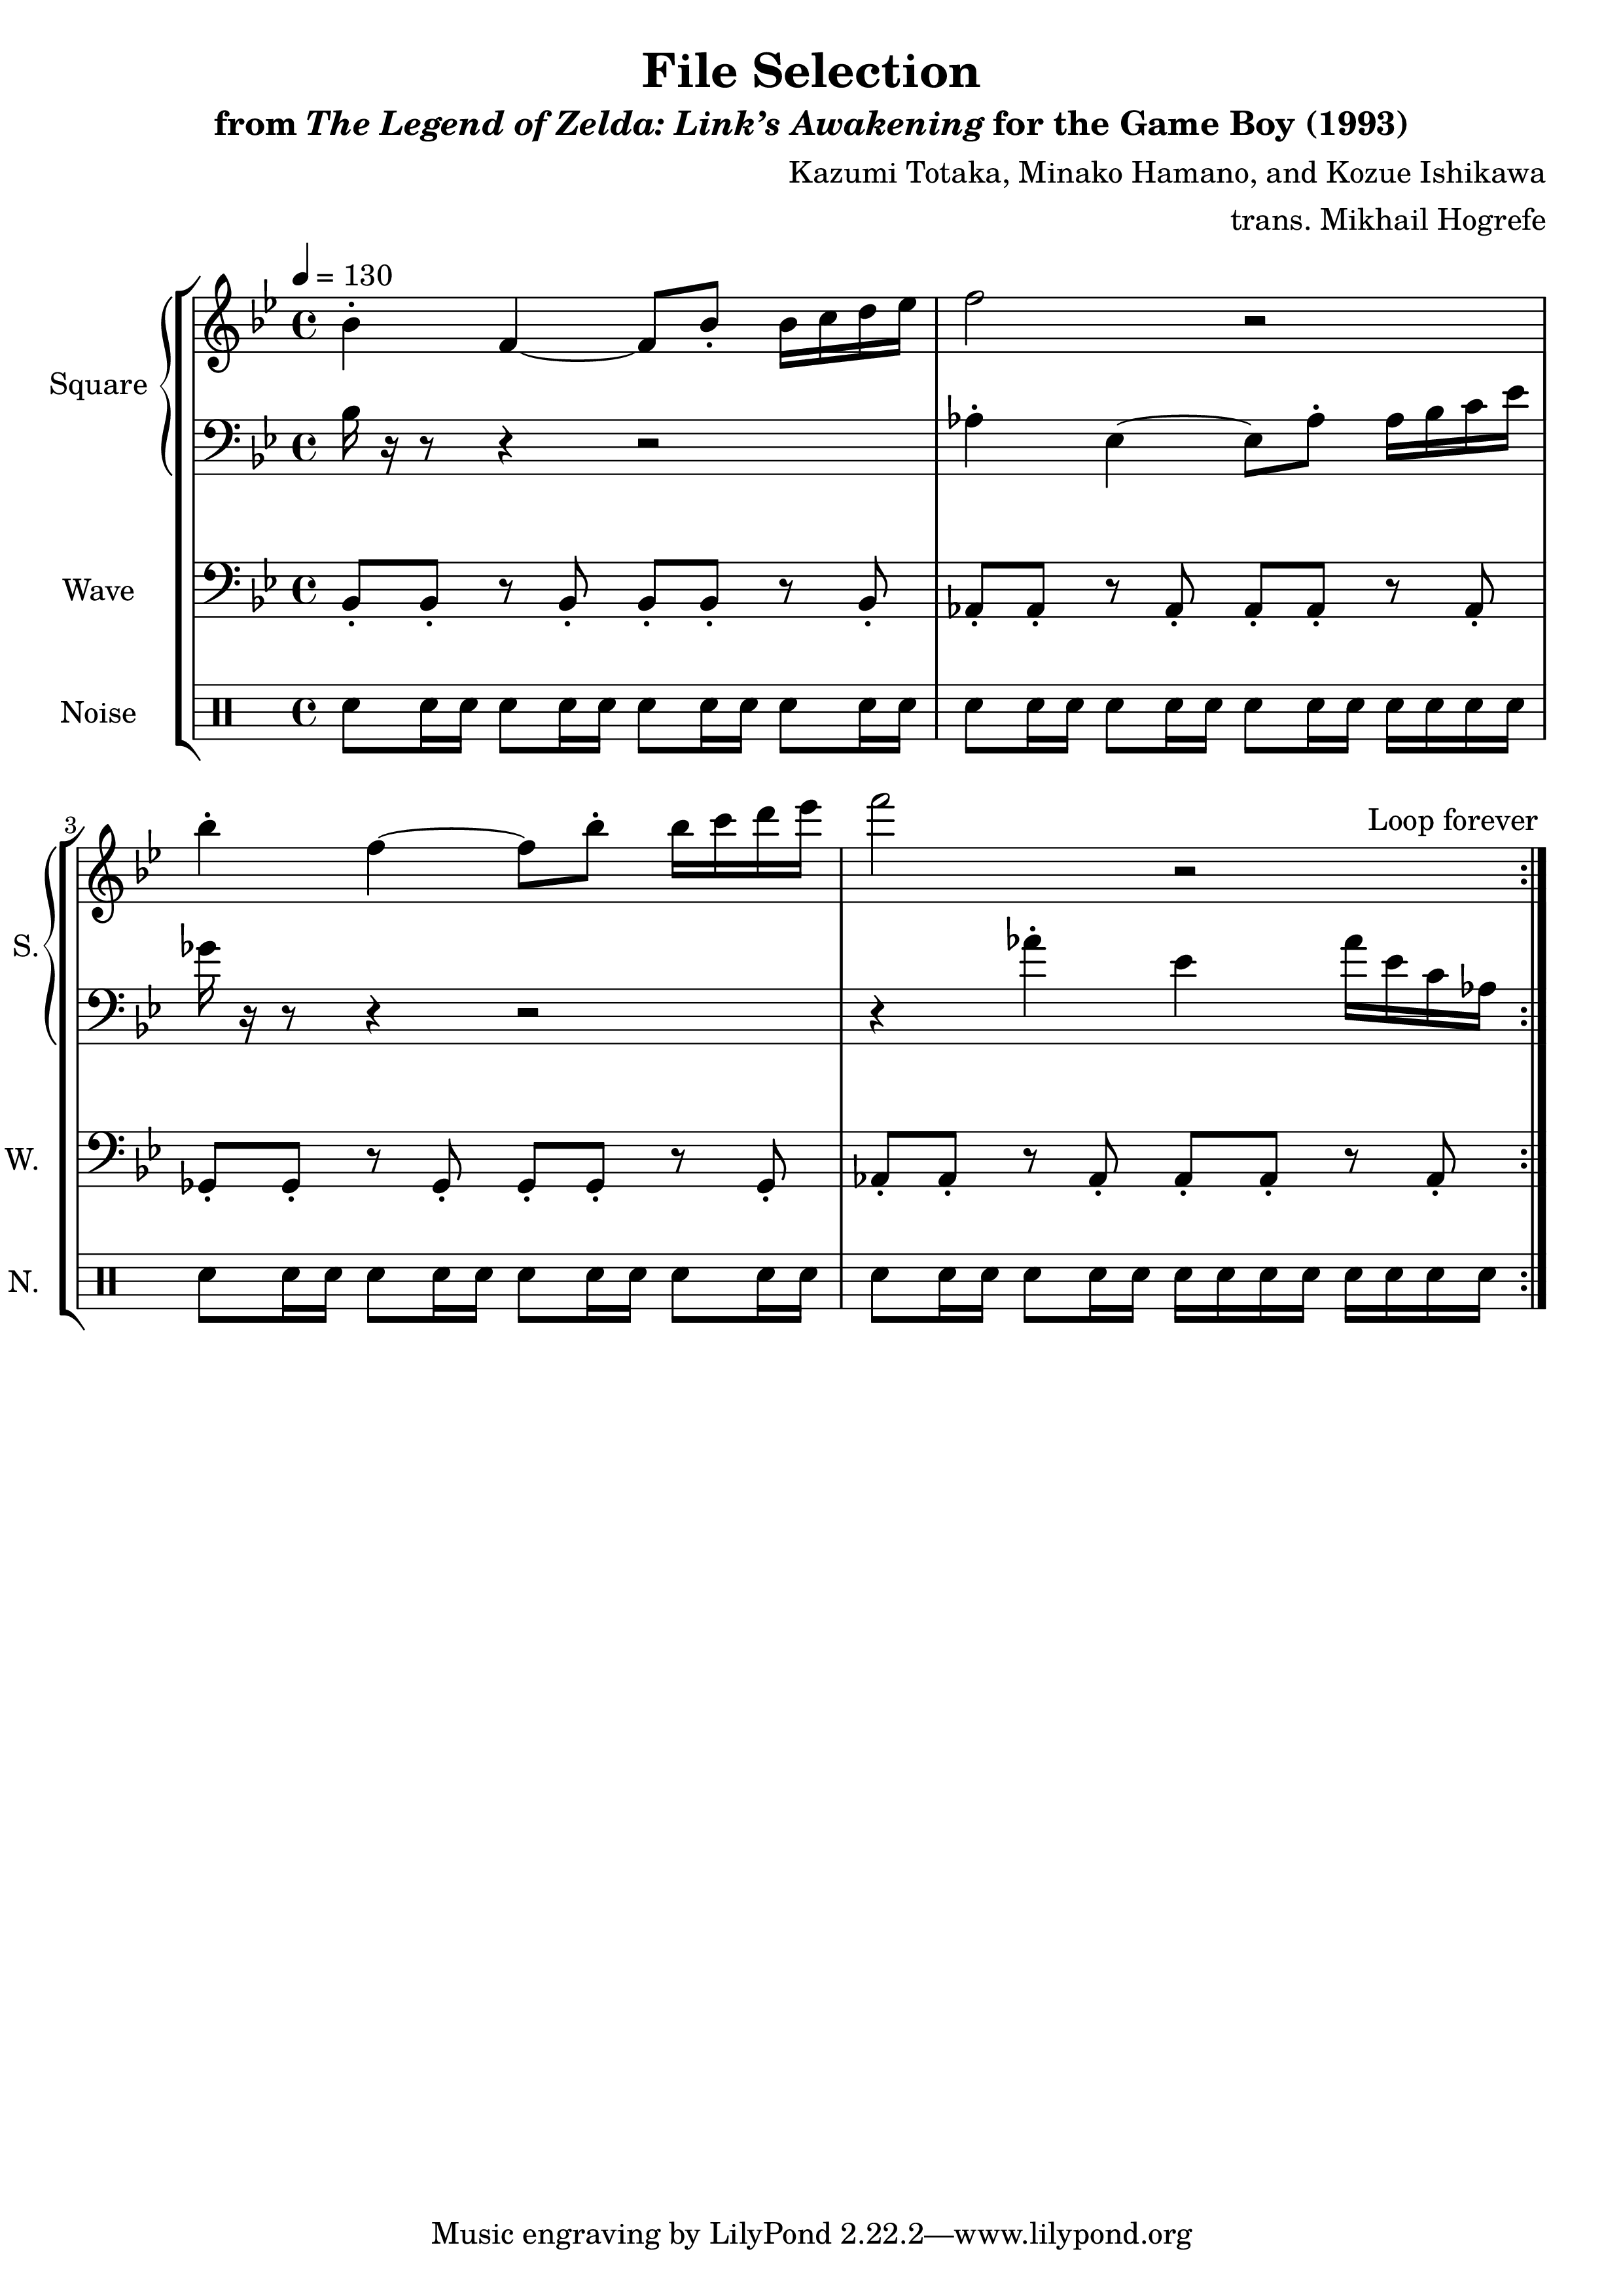 File Selection
from The Legend of Zelda: Link’s Awakening for the Game Boy (1993)
Kazumi Totaka, Minako Hamano, and Kozue Ishikawa
trans. Mikhail Hogrefe
= 130
Square
Wave
Noise
3
Loop forever
S.
W.
N.
Music engraving by LilyPond 2.22.2—www.lilypond.org